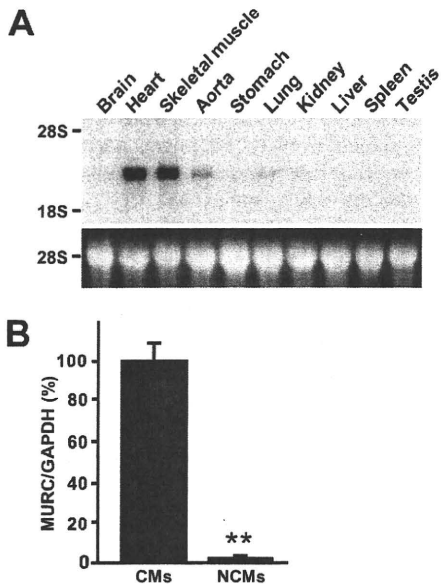 A
Brain
Heart
Skeletal muscle
Aorta
Stomach
Lung
Kidney
Liver
Spleen
Testis
28S
18S
28S
B
MURC/GAPDH (%)
100
80
60
40
20
0
**
CMs
NCMs